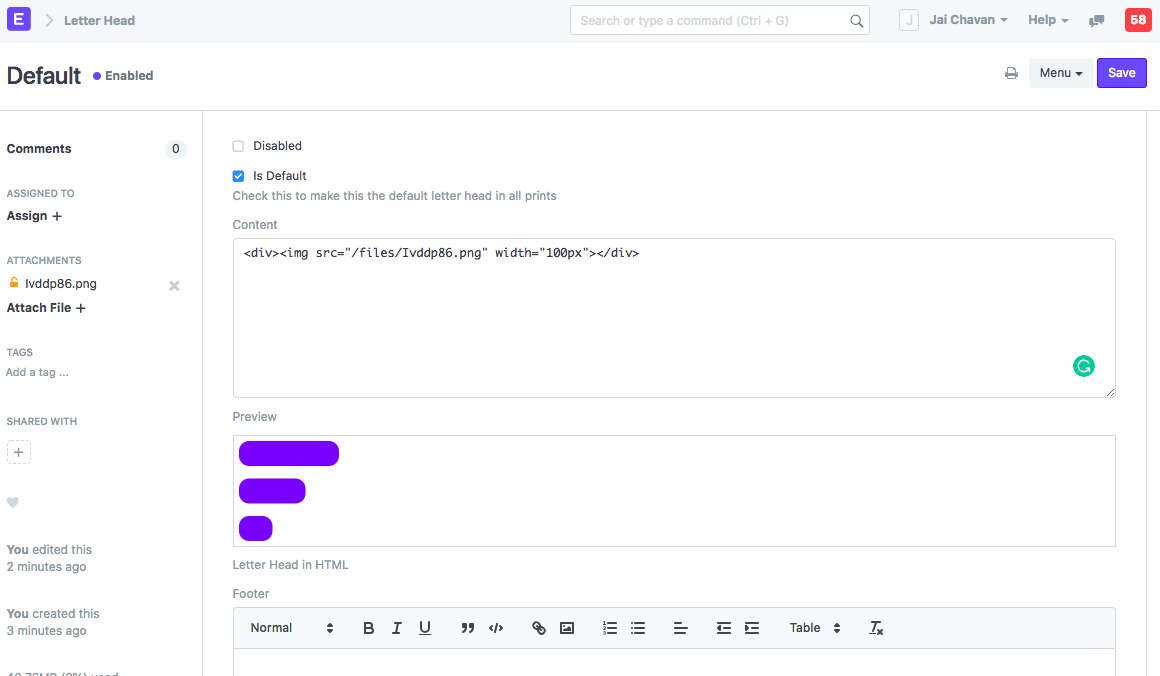 E Letter Head Search or type a command (Ctrl + G) J Jai Chavan Help 58
Default Enabled Menu Save
Comments 0
ASSIGNED TO
Assign +
ATTACHMENTS
Ivddp86.png
Attach File +
TAGS
Add a tag ...
SHARED WITH
+
You edited this
2 minutes ago
You created this
3 minutes ago
Disabled
Is Default
Check this to make this the default letter head in all prints
Content
<div><img src="/files/Ivddp86.png" width="100px"></div>
Preview
Letter Head in HTML
Footer
Normal B I U Table